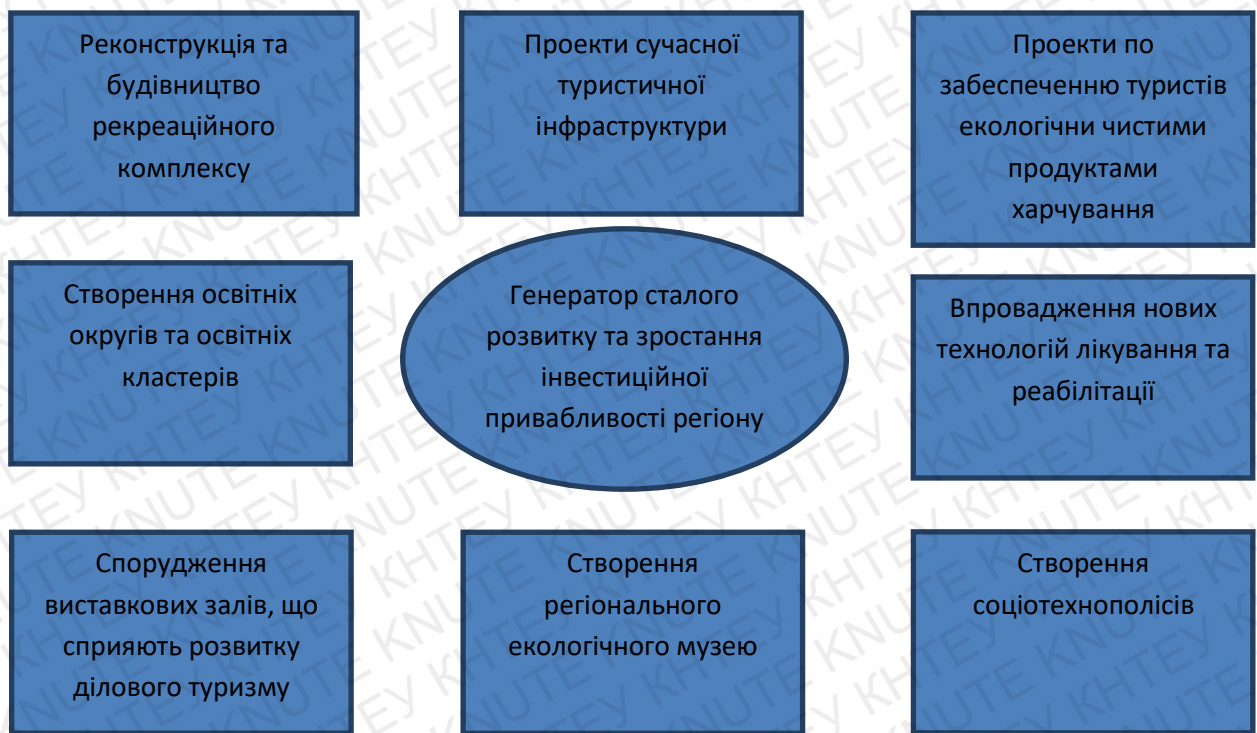 Реконструкція та
будівництво
рекреаційного
комплексу
Проекти сучасної
туристичної
інфраструктури
Проекти по
забеспеченню туристів
екологічни чистими
продуктами
харчування
Створення освітніх
округів та освітніх
кластерів
Генератор сталого
розвитку та зростання
інвестиційної
привабливості регіону
Впровадження нових
технологій лікування та
реабілітації
Спорудження
виставкових залів, що
сприяють розвитку
ділового туризму
Створення
регіонального
екологічного музею
Створення
соціотехнополісів